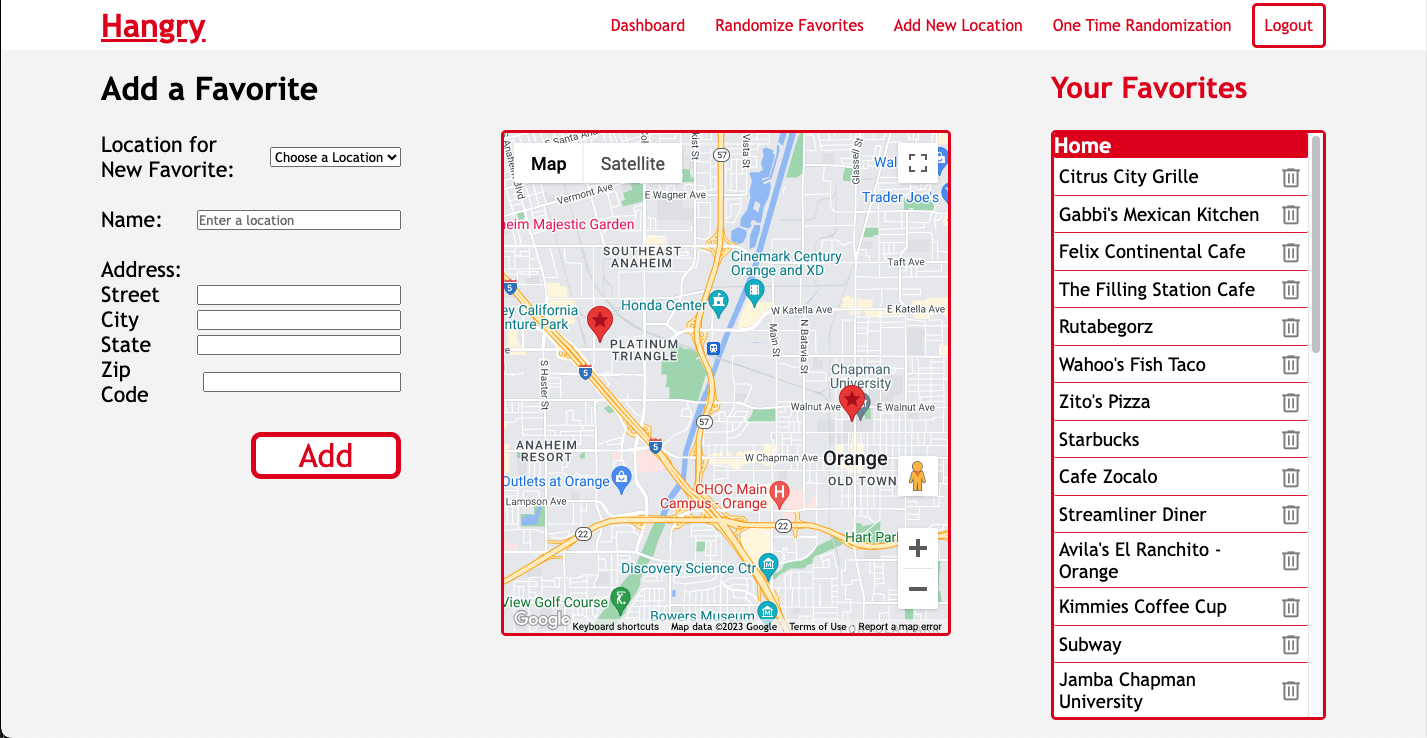 Hangry
Dashboard
Randomize Favorites
Add New Location
One Time Randomization
Logout
Add a Favorite
Location for
New Favorite:
Choose a Location
Name:
Enter a location
Address:
Street
City
State
Zip
Code
Add
Map
Satellite
57
Vermont Ave
E Wagner Ave
Glassell St
Wal
Trader Joe's
eim Majestic Garden
SOUTHEAST
ANAHEIM
Cinemark Century
Orange and XD
Taft Ave
5
ey California
nture Park
Honda Center
W Katella Ave
E Katella Ave
PLATINUM
TRIANGLE
Main St
N Batavia St
S Haster St
5
Chapman
University
Walnut Ave
E Walnut Ave
57
ANAHEIM
RESORT
5
W Chapman Ave
Orange
OLD TOWN
Outlets at Orange
CHOC Main
Campus - Orange
Lampson Ave
22
22
Hart Par
Discovery Science Ctr
View Golf Course
Bowers Museum
Google
Keyboard shortcuts
Map data ©2023 Google
Terms of Use
Report a map error
Your Favorites
Home
Citrus City Grille
Gabbi's Mexican Kitchen
Felix Continental Cafe
The Filling Station Cafe
Rutabegorz
Wahoo's Fish Taco
Zito's Pizza
Starbucks
Cafe Zocalo
Streamliner Diner
Avila's El Ranchito -
Orange
Kimmies Coffee Cup
Subway
Jamba Chapman
University